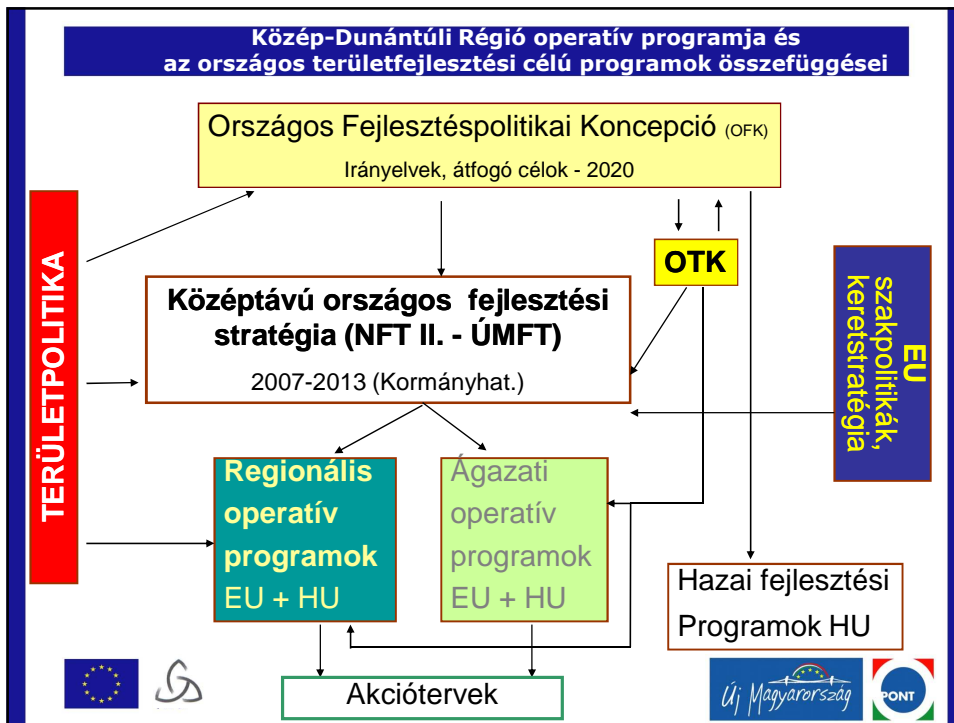 Közép-Dunántúli Régió operatív programja és
az országos területfejlesztési célú programok összefüggései
Országos Fejlesztéspolitikai Koncepció (OFK)
Irányelvek, átfogó célok - 2020
TERÜLETPOLITIKA
OTK
Középtávú országos fejlesztési
stratégia (NFT II. - ÚMFT)
2007-2013 (Kormányhat.)
EU
szakpolitikák,
keretstratégia
Regionális
operatív
programok
EU + HU
Ágazati
operatív
programok
EU + HU
Hazai fejlesztési
Programok HU
Akciótervek
Új Magyarország
PONT